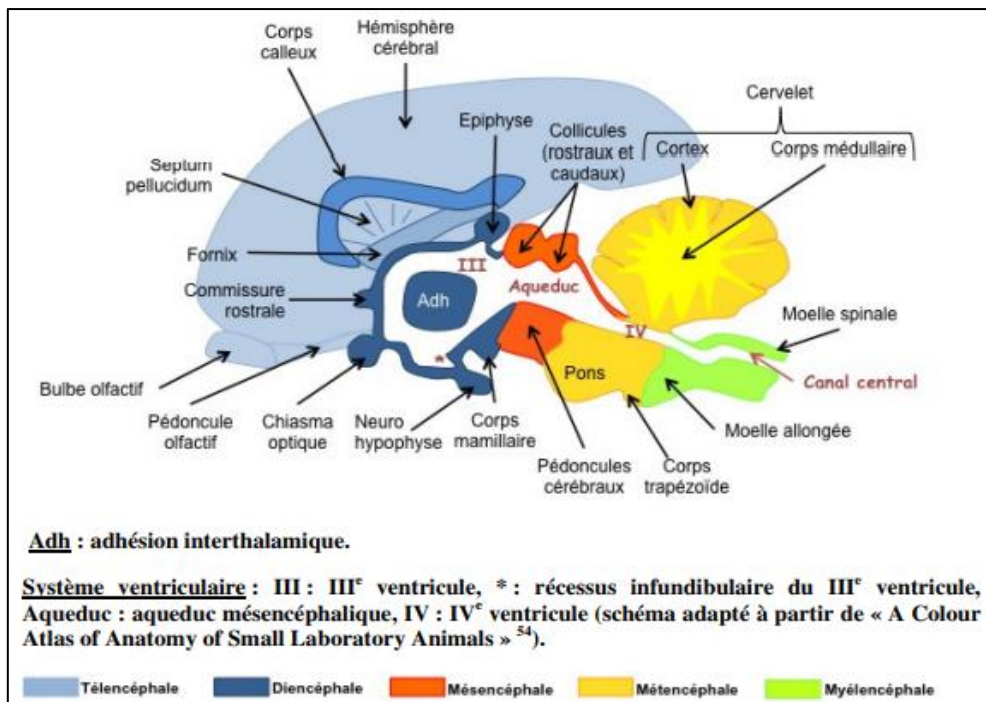 Corps
calleux
Hémisphère
cérébral
Cervelet
Epiphyse
Collicules
(rostraux et
caudaux)
Cortex
Corps médullaire
Septum
pellucidum
Fornix
III
Aqueduc
Commissure
rostrale
Adh
IV
Moelle spinale
*
Canal central
Bulbe olfactif
Pons
Pédoncule
olfactif
Chiasma
optique
Neuro
hypophyse
Corps
mamillaire
Moelle allongée
Pédoncules
cérébraux
Corps
trapézoïde
Adh : adhésion interthalamique.
Système ventriculaire : III : IIIe ventricule, * : récessus infundibulaire du IIIe ventricule,
Aqueduc : aqueduc mésencéphalique, IV : IVe ventricule (schéma adapté à partir de « A Colour
Atlas of Anatomy of Small Laboratory Animals » 54).
Télencéphale
Diencéphale
Mésencéphale
Métencéphale
Myélencéphale